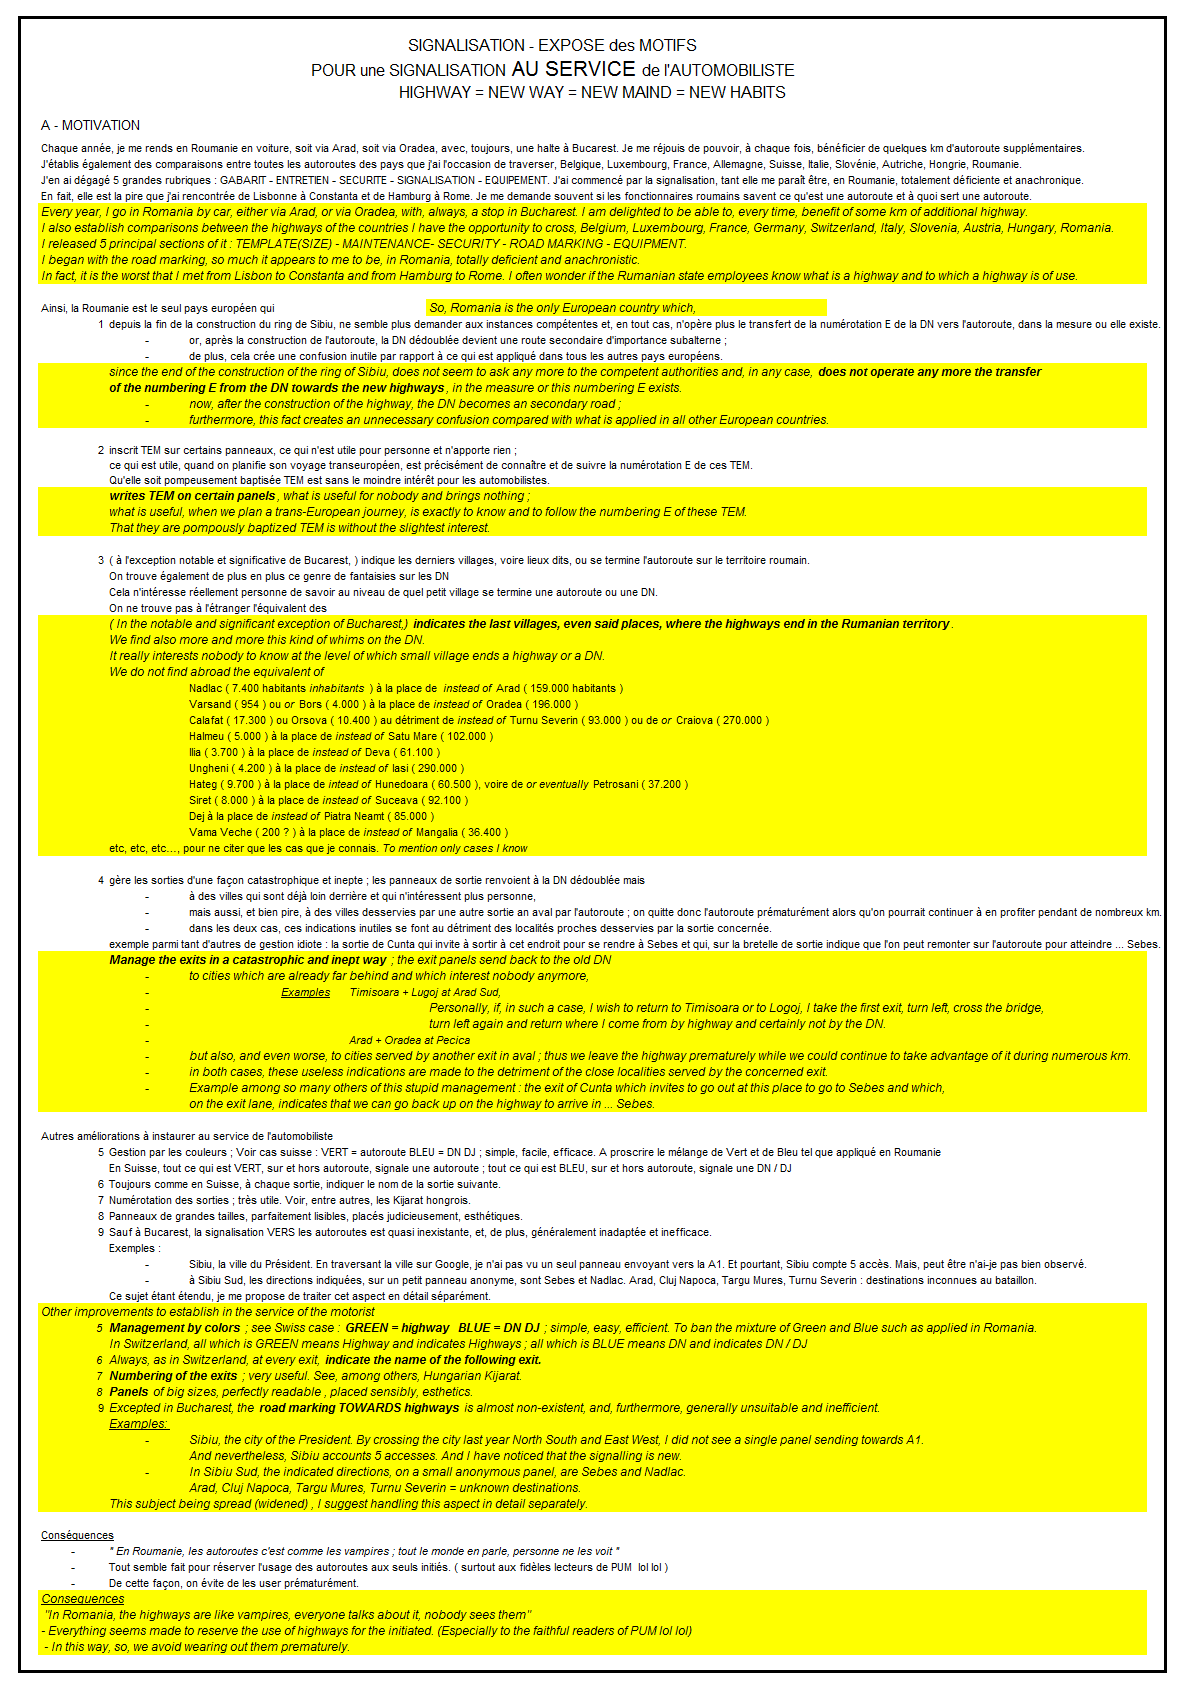 SIGNALISATION - EXPOSE des MOTIFS
POUR une SIGNALISATION AU SERVICE de l'AUTOMOBILISTE
HIGHWAY = NEW WAY = NEW MAIND = NEW HABITS
A - MOTIVATION
Chaque année, je me rends en Roumanie en voiture, soit via Arad, soit via Oradea, avec, toujours, une halte à Bucarest. Je me réjouis de pouvoir, à chaque fois, bénéficier de quelques km d'autoroute supplémentaires.
J'établis également des comparaisons entre toutes les autoroutes des pays que j'ai l'occasion de traverser, Belgique, Luxembourg, France, Allemagne, Suisse, Italie, Slovénie, Autriche, Hongrie, Roumanie.
J'en ai dégagé 5 grandes rubriques : GABARIT - ENTRETIEN - SECURITE - SIGNALISATION - EQUIPEMENT. J'ai commencé par la signalisation, tant elle me paraît être, en Roumanie, totalement déficiente et anachronique.
En fait, elle est la pire que j'ai rencontrée de Lisbonne à Constanta et de Hamburg à Rome. Je me demande souvent si les fonctionnaires roumains savent ce qu'est une autoroute et à quoi sert une autoroute.
Every year, I go in Romania by car, either via Arad, or via Oradea, with, always, a stop in Bucharest. I am delighted to be able to, every time, benefit of some km of additional highway.
I also establish comparisons between the highways of the countries I have the opportunity to cross, Belgium, Luxembourg, France, Germany, Switzerland, Italy, Slovenia, Austria, Hungary, Romania.
I released 5 principal sections of it : TEMPLATE(SIZE) - MAINTENANCE- SECURITY - ROAD MARKING - EQUIPMENT.
I began with the road marking, so much it appears to me to be, in Romania, totally deficient and anachronistic.
In fact, it is the worst that I met from Lisbon to Constanta and from Hamburg to Rome. I often wonder if the Rumanian state employees know what is a highway and to which a highway is of use.
Ainsi, la Roumanie est le seul pays européen qui So, Romania is the only European country which,
1 depuis la fin de la construction du ring de Sibiu, ne semble plus demander aux instances compétentes et, en tout cas, n'opère plus le transfert de la numérotation E de la DN vers l'autoroute, dans la mesure ou elle existe.
- or, après la construction de l'autoroute, la DN dédoublée devient une route secondaire d'importance subalterne ;
- de plus, cela crée une confusion inutile par rapport à ce qui est appliqué dans tous les autres pays européens.
since the end of the construction of the ring of Sibiu, does not seem to ask any more to the competent authorities and, in any case, does not operate any more the transfer
of the numbering E from the DN towards the new highways, in the measure or this numbering E exists.
- now, after the construction of the highway, the DN becomes an secondary road ;
- furthermore, this fact creates an unnecessary confusion compared with what is applied in all other European countries.
2 inscrit TEM sur certains panneaux, ce qui n'est utile pour personne et n'apporte rien ;
ce qui est utile, quand on planifie son voyage transeuropéen, est précisément de connaître et de suivre la numérotation E de ces TEM.
Qu'elle soit pompeusement baptisée TEM est sans le moindre intérêt pour les automobilistes.
writes TEM on certain panels, what is useful for nobody and brings nothing ;
what is useful, when we plan a trans-European journey, is exactly to know and to follow the numbering E of these TEM.
That they are pompously baptized TEM is without the slightest interest.
3 ( à l'exception notable et significative de Bucarest, ) indique les derniers villages, voire lieux dits, ou se termine l'autoroute sur le territoire roumain.
On trouve également de plus en plus ce genre de fantaisies sur les DN
Cela n'intéresse réellement personne de savoir au niveau de quel petit village se termine une autoroute ou une DN.
On ne trouve pas à l'étranger l'équivalent des
( In the notable and significant exception of Bucharest,) indicates the last villages, even said places, where the highways end in the Rumanian territory.
We find also more and more this kind of whims on the DN.
It really interests nobody to know at the level of which small village ends a highway or a DN.
We do not find abroad the equivalent of
Nadlac ( 7.400 habitants inhabitants ) à la place de instead of Arad ( 159.000 habitants )
Varsand ( 954 ) ou or Bors ( 4.000 ) à la place de instead of Oradea ( 196.000 )
Calafat ( 17.300 ) ou Orsova ( 10.400 ) au détriment de instead of Turnu Severin ( 93.000 ) ou de or Craiova ( 270.000 )
Halmeu ( 5.000 ) à la place de instead of Satu Mare ( 102.000 )
Ilia ( 3.700 ) à la place de instead of Deva ( 61.100 )
Ungheni ( 4.200 ) à la place de instead of Iasi ( 290.000 )
Hateg ( 9.700 ) à la place de intead of Hunedoara ( 60.500 ), voire de or eventually Petrosani ( 37.200 )
Siret ( 8.000 ) à la place de instead of Suceava ( 92.100 )
Dej à la place de instead of Piatra Neamt ( 85.000 )
Vama Veche ( 200 ? ) à la place de instead of Mangalia ( 36.400 )
etc, etc, etc…, pour ne citer que les cas que je connais. To mention only cases I know
4 gère les sorties d'une façon catastrophique et inepte ; les panneaux de sortie renvoient à la DN dédoublée mais
- à des villes qui sont déjà loin derrière et qui n'intéressent plus personne,
- mais aussi, et bien pire, à des villes desservies par une autre sortie an aval par l'autoroute ; on quitte donc l'autoroute prématurément alors qu'on pourrait continuer à en profiter pendant de nombreux km.
- dans les deux cas, ces indications inutiles se font au détriment des localités proches desservies par la sortie concernée.
exemple parmi tant d'autres de gestion idiote : la sortie de Cunta qui invite à sortir à cet endroit pour se rendre à Sebes et qui, sur la bretelle de sortie indique que l'on peut remonter sur l'autoroute pour atteindre ... Sebes.
Manage the exits in a catastrophic and inept way ; the exit panels send back to the old DN
- to cities which are already far behind and which interest nobody anymore,
- Examples Timisoara + Lugoj at Arad Sud,
- Personally, if, in such a case, I wish to return to Timisoara or to Logoj, I take the first exit, turn left, cross the bridge,
- turn left again and return where I come from by highway and certainly not by the DN.
- Arad + Oradea at Pecica
- but also, and even worse, to cities served by another exit in aval ; thus we leave the highway prematurely while we could continue to take advantage of it during numerous km.
- in both cases, these useless indications are made to the detriment of the close localities served by the concerned exit.
- Example among so many others of this stupid management : the exit of Cunta which invites to go out at this place to go to Sebes and which,
on the exit lane, indicates that we can go back up on the highway to arrive in ... Sebes.
Autres améliorations à instaurer au service de l'automobiliste
5 Gestion par les couleurs ; Voir cas suisse : VERT = autoroute BLEU = DN DJ ; simple, facile, efficace. A proscrire le mélange de Vert et de Bleu tel que appliqué en Roumanie
En Suisse, tout ce qui est VERT, sur et hors autoroute, signale une autoroute ; tout ce qui est BLEU, sur et hors autoroute, signale une DN / DJ
6 Toujours comme en Suisse, à chaque sortie, indiquer le nom de la sortie suivante.
7 Numérotation des sorties ; très utile. Voir, entre autres, les Kijarat hongrois.
8 Panneaux de grandes tailles, parfaitement lisibles, placés judicieusement, esthétiques.
9 Sauf à Bucarest, la signalisation VERS les autoroutes est quasi inexistante, et, de plus, généralement inadaptée et inefficace.
Exemples :
- Sibiu, la ville du Président. En traversant la ville sur Google, je n'ai pas vu un seul panneau envoyant vers la A1. Et pourtant, Sibiu compte 5 accès. Mais, peut être n'ai-je pas bien observé.
- à Sibiu Sud, les directions indiquées, sur un petit panneau anonyme, sont Sebes et Nadlac. Arad, Cluj Napoca, Targu Mures, Turnu Severin : destinations inconnues au bataillon.
Ce sujet étant étendu, je me propose de traiter cet aspect en détail séparément.
Other improvements to establish in the service of the motorist
5 Management by colors ; see Swiss case : GREEN = highway BLUE = DN DJ ; simple, easy, efficient. To ban the mixture of Green and Blue such as applied in Romania.
In Switzerland, all which is GREEN means Highway and indicates Highways ; all which is BLUE means DN and indicates DN / DJ
6 Always, as in Switzerland, at every exit, indicate the name of the following exit.
7 Numbering of the exits ; very useful. See, among others, Hungarian Kijarat.
8 Panels of big sizes, perfectly readable , placed sensibly, esthetics.
9 Excepted in Bucharest, the road marking TOWARDS highways is almost non-existent, and, furthermore, generally unsuitable and inefficient.
Examples:
- Sibiu, the city of the President. By crossing the city last year North South and East West, I did not see a single panel sending towards A1.
And nevertheless, Sibiu accounts 5 accesses. And I have noticed that the signalling is new.
- In Sibiu Sud, the indicated directions, on a small anonymous panel, are Sebes and Nadlac.
Arad, Cluj Napoca, Targu Mures, Turnu Severin = unknown destinations.
This subject being spread (widened) , I suggest handling this aspect in detail separately.
Conséquences
- " En Roumanie, les autoroutes c'est comme les vampires ; tout le monde en parle, personne ne les voit "
- Tout semble fait pour réserver l'usage des autoroutes aux seuls initiés. ( surtout aux fidèles lecteurs de PUM lol lol )
- De cette façon, on évite de les user prématurément.
Consequences
"In Romania, the highways are like vampires, everyone talks about it, nobody sees them"
- Everything seems made to reserve the use of highways for the initiated. (Especially to the faithful readers of PUM lol lol)
- In this way, so, we avoid wearing out them prematurely.